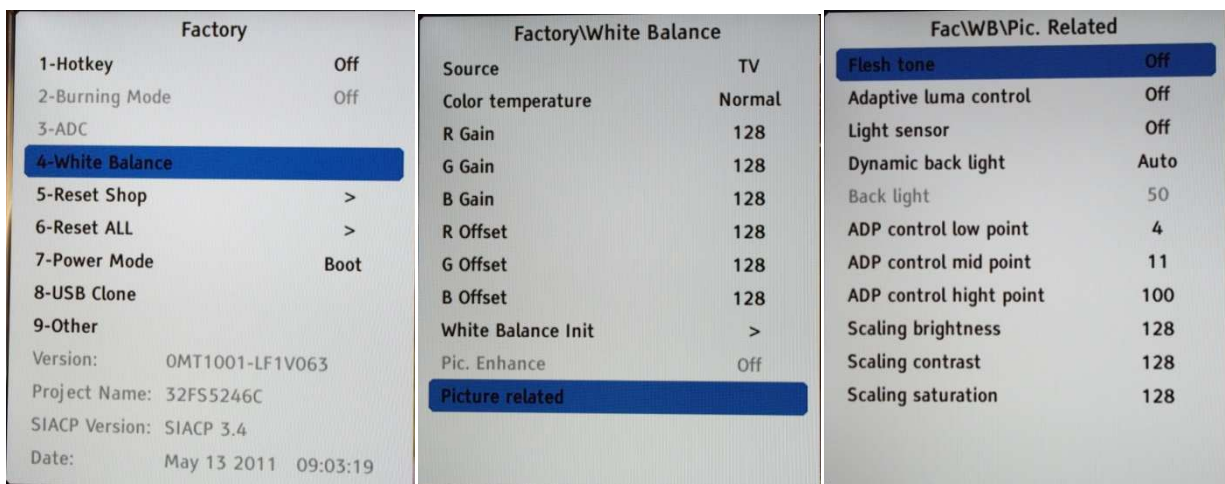 Factory
1-Hotkey Off
2-Burning Mode Off
3-ADC
4-White Balance
5-Reset Shop >
6-Reset ALL >
7-Power Mode Boot
8-USB Clone
9-Other
Version: 0MT1001-LF1V063
Project Name: 32FS5246C
SIACP Version: SIACP 3.4
Date: May 13 2011 09:03:19
Factory\White Balance
Source TV
Color temperature Normal
R Gain 128
G Gain 128
B Gain 128
R Offset 128
G Offset 128
B Offset 128
White Balance Init >
Pic. Enhance Off
Picture related
Fac\WB\Pic. Related
Flesh tone Off
Adaptive luma control Off
Light sensor Off
Dynamic back light Auto
Back light 50
ADP control low point 4
ADP control mid point 11
ADP control hight point 100
Scaling brightness 128
Scaling contrast 128
Scaling saturation 128